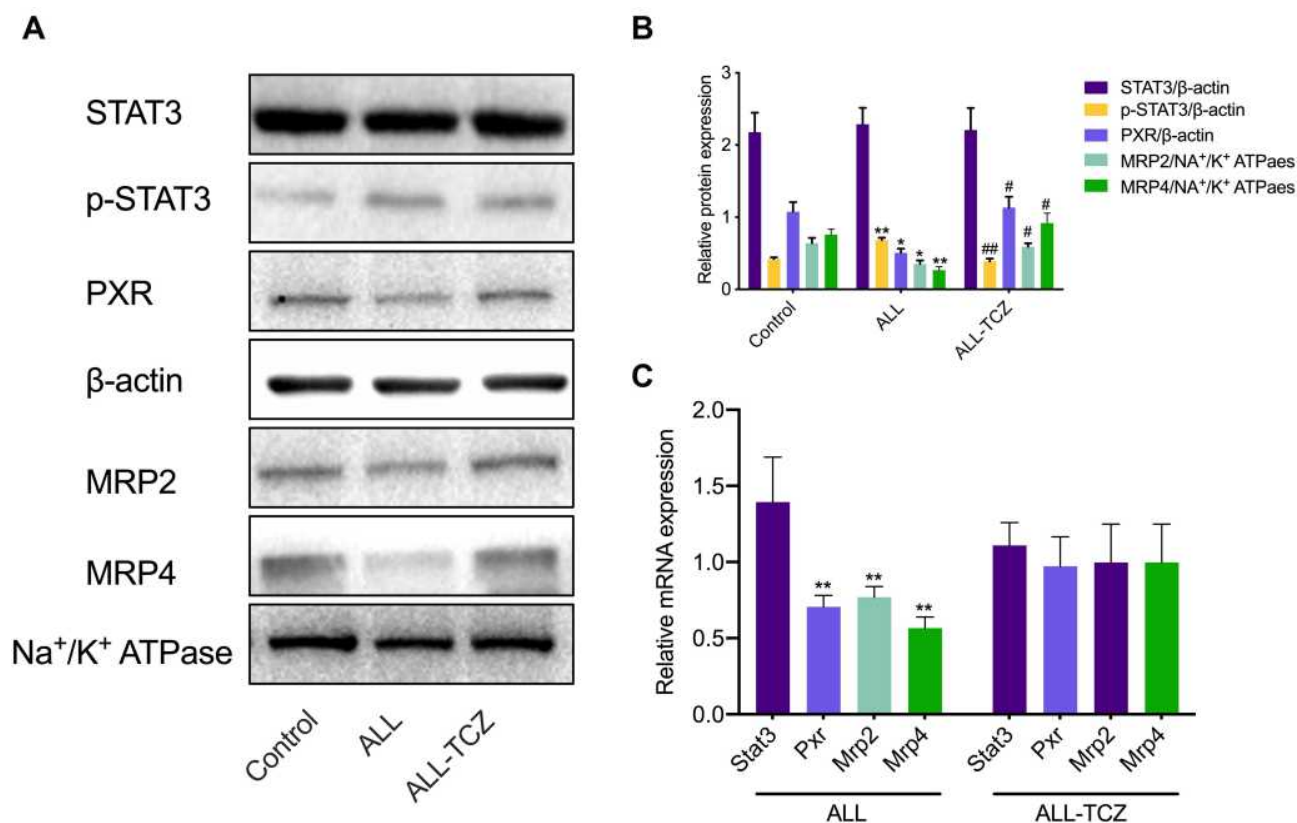 A
STAT3
p-STAT3
PXR
β-actin
MRP2
MRP4
Na⁺/K⁺ ATPase
Control
ALL
ALL-TCZ
B
Relative protein expression
3
2
1
0
**
*
*
**
##
#
#
#
Control
ALL
ALL-TCZ
STAT3/β-actin
p-STAT3/β-actin
PXR/β-actin
MRP2/NA⁺/K⁺ ATPaes
MRP4/NA⁺/K⁺ ATPaes
C
Relative mRNA expression
2.0
1.5
1.0
0.5
0.0
**
**
**
Stat3
Pxr
Mrp2
Mrp4
Stat3
Pxr
Mrp2
Mrp4
ALL
ALL-TCZ